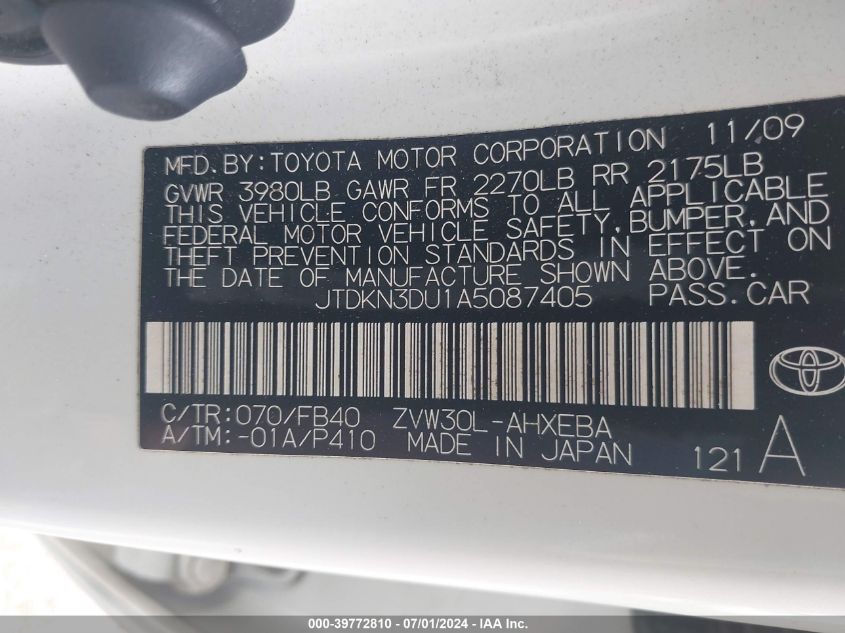 MFD. BY: TOYOTA MOTOR CORPORATION 11/09
GVWR 3980LB GAWR FR 2270LB RR 2175LB
THIS VEHICLE CONFORMS TO ALL APPLICABLE
FEDERAL MOTOR VEHICLE SAFETY, BUMPER, AND
THEFT PREVENTION STANDARDS IN EFFECT ON
THE DATE OF MANUFACTURE SHOWN ABOVE.
JTDKN3DU1A5087405 PASS. CAR
C/TR: 070/FB40 ZVW30L-AHXEBA
A/TM: -01A/P410 MADE IN JAPAN 121 A
000-39772810 - 07/01/2024 - IAA Inc.